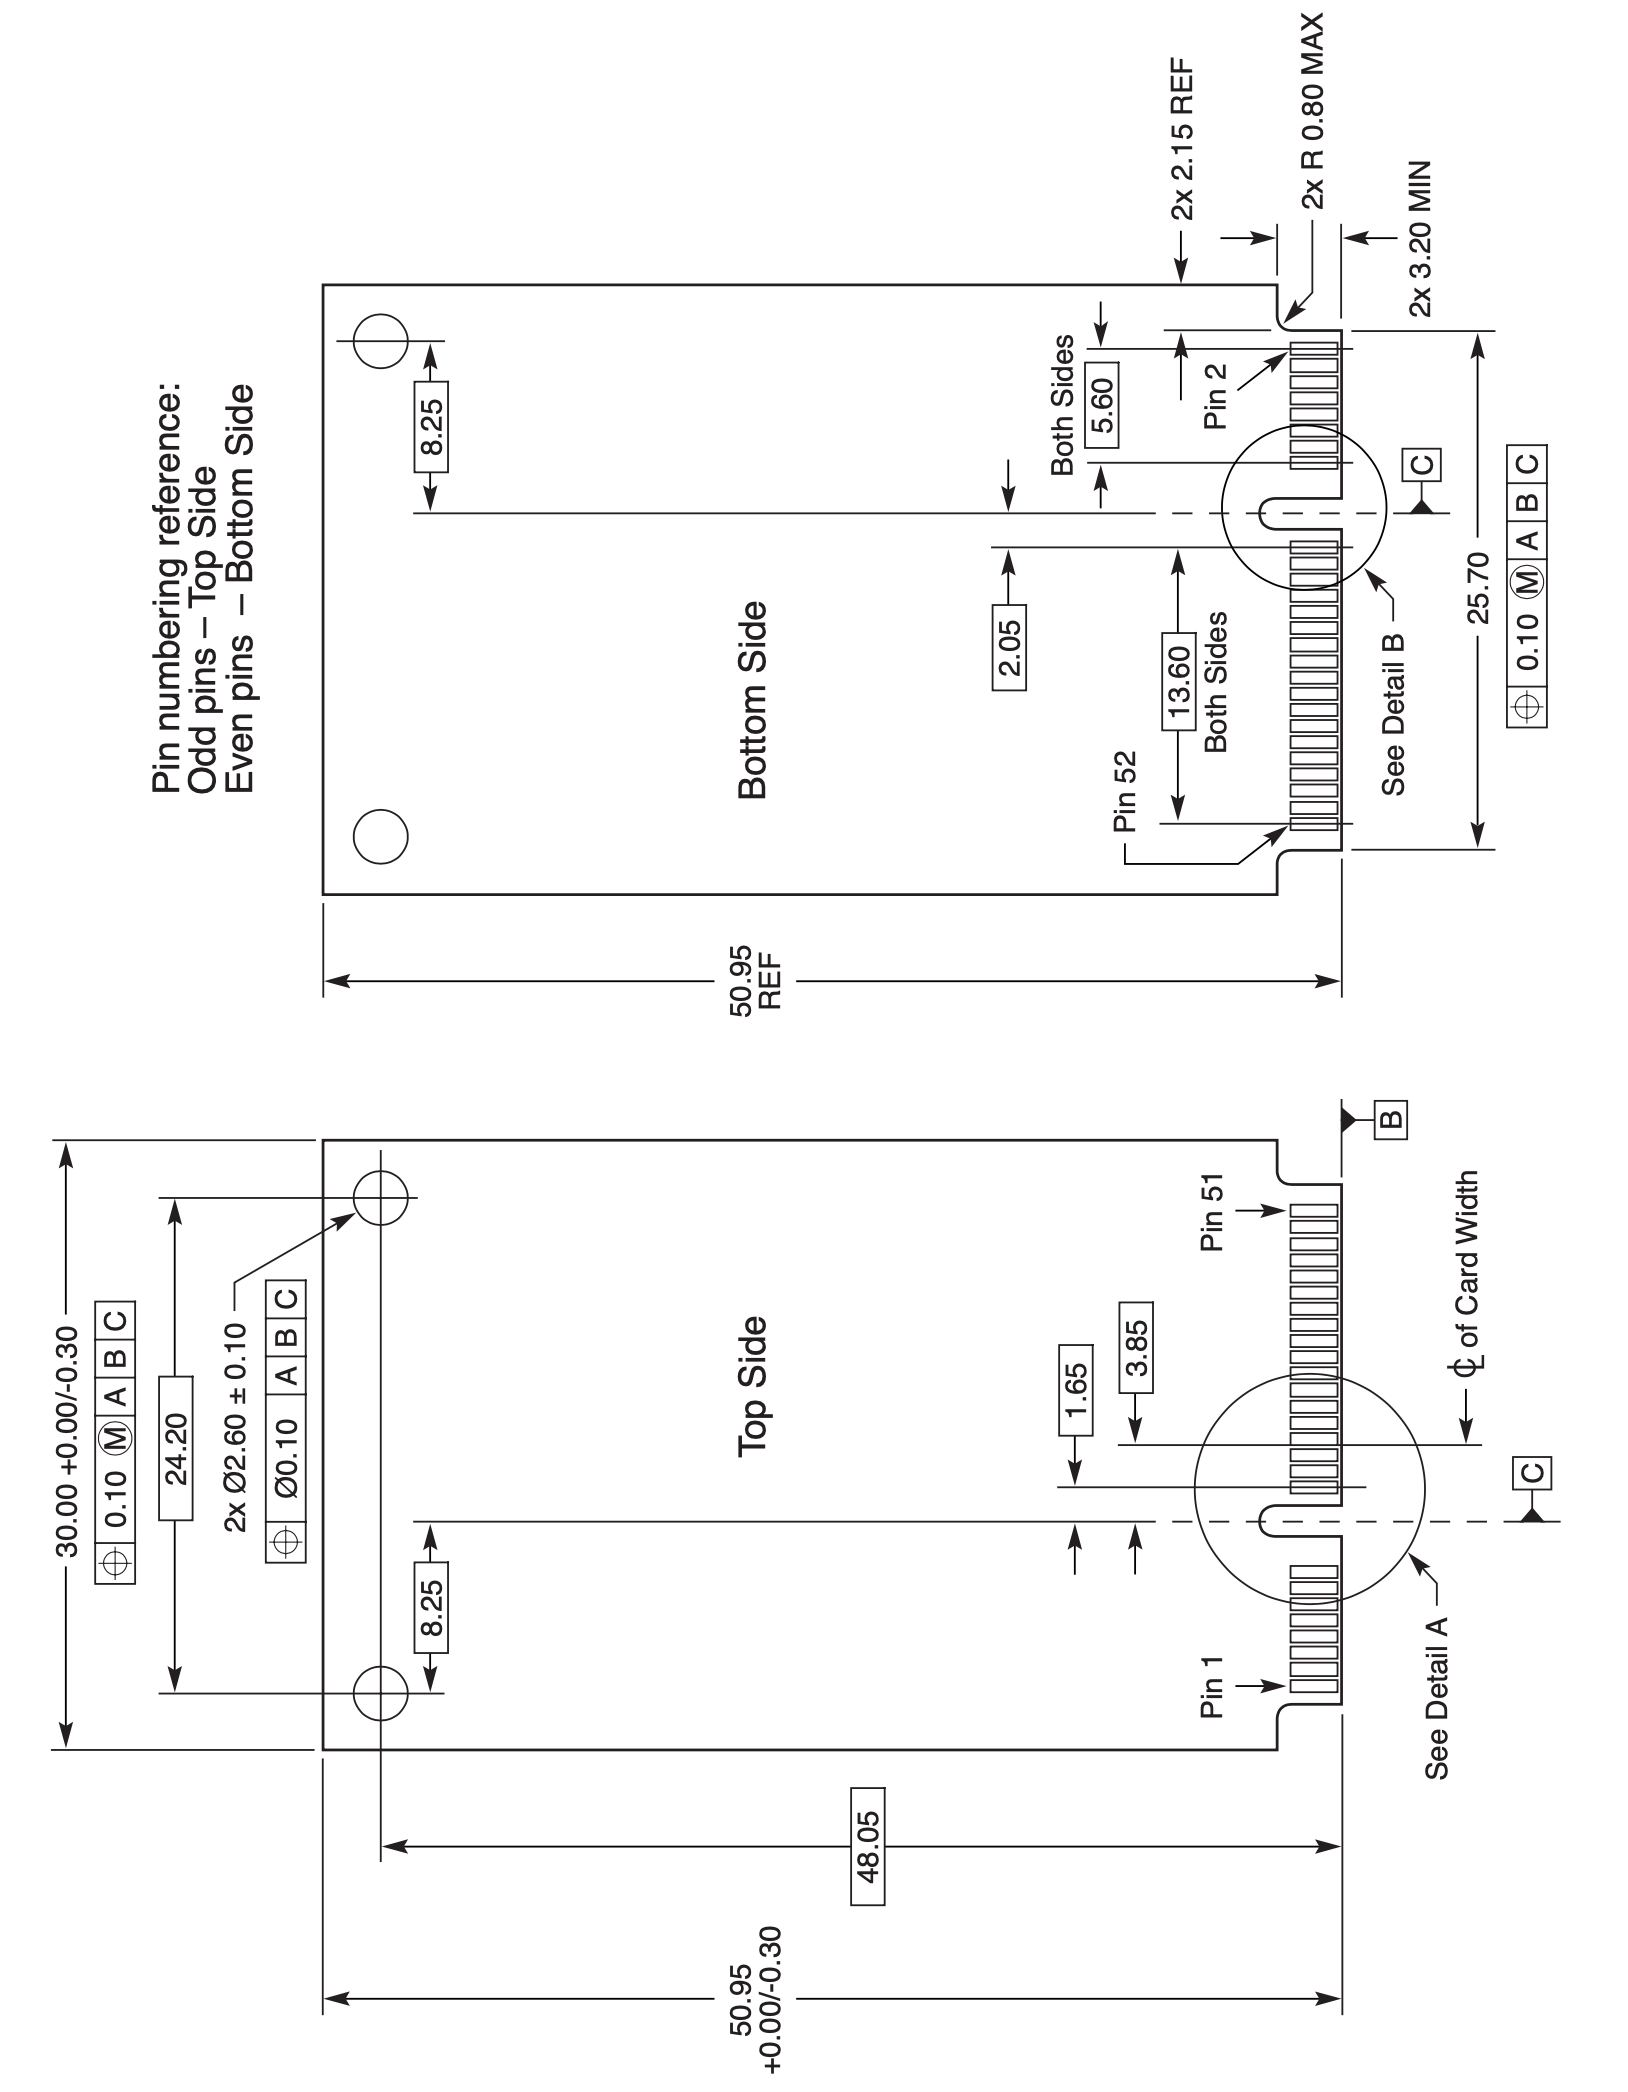 Pin numbering reference:
Odd pins – Top Side
Even pins – Bottom Side
30.00 +0.00/-0.30
0.10 Ⓜ A B C
24.20
2x Ø2.60 ± 0.10
Ø0.10 A B C
8.25
48.05
50.95
+0.00/-0.30
Top Side
1.65
3.85
Pin 1
Pin 51
See Detail A
C
℄ of Card Width
B
8.25
50.95
REF
Bottom Side
2.05
13.60
Both Sides
Both Sides
5.60
Pin 52
Pin 2
2x 2.15 REF
2x R 0.80 MAX
2x 3.20 MIN
See Detail B
C
25.70
0.10 Ⓜ A B C